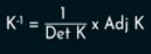 K⁻¹ = 1/Det K x Adj K